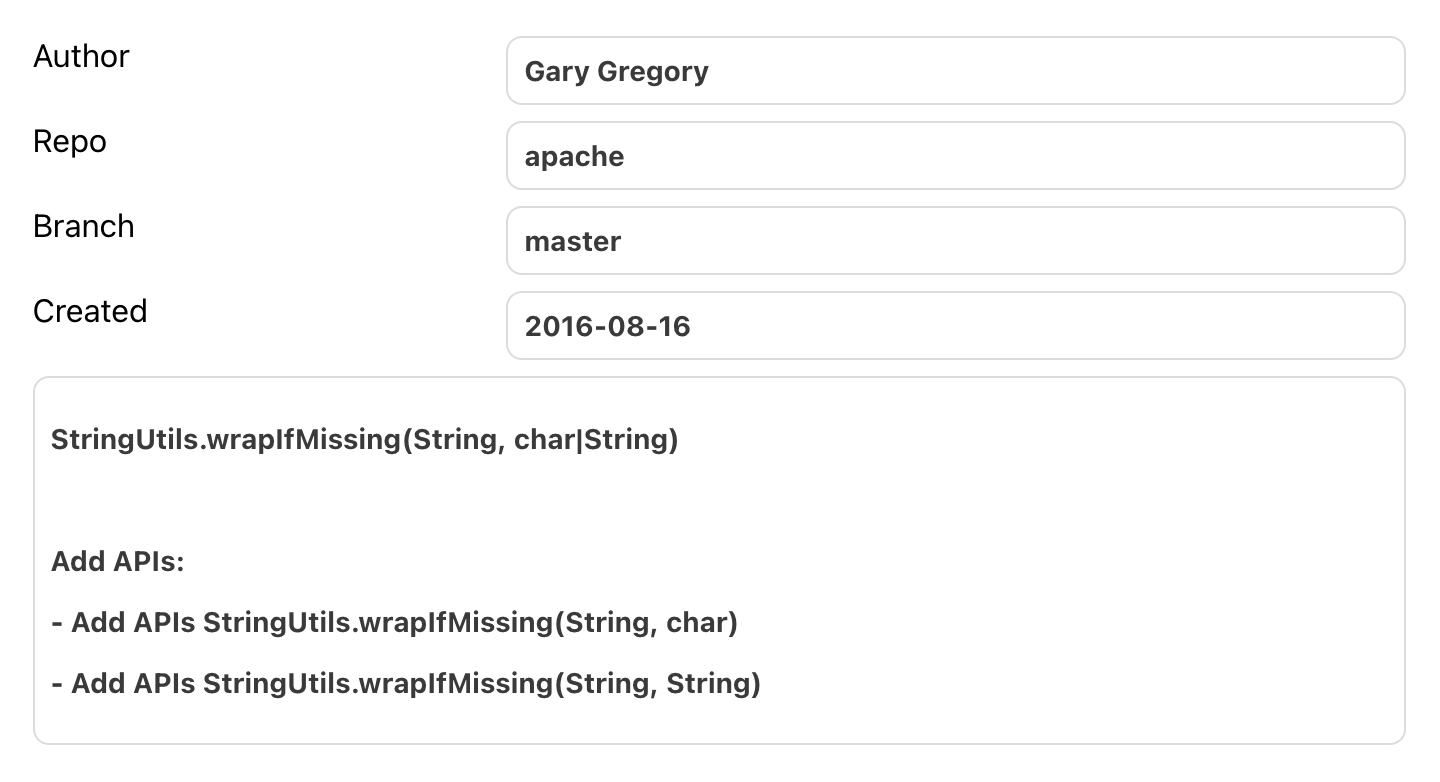 Author
Gary Gregory
Repo
apache
Branch
master
Created
2016-08-16
StringUtils.wrapIfMissing(String, char|String)
Add APIs:
- Add APIs StringUtils.wrapIfMissing(String, char)
- Add APIs StringUtils.wrapIfMissing(String, String)